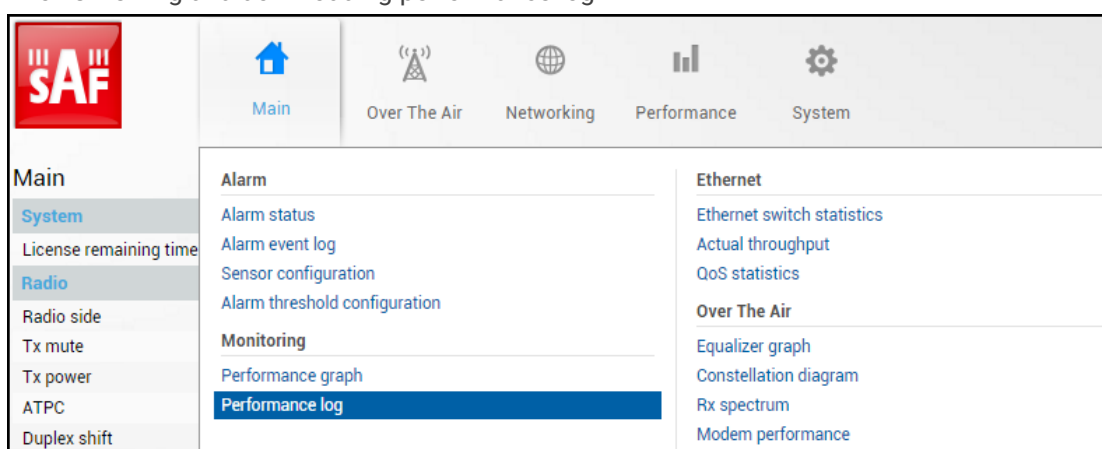 SAF
Main
Over The Air
Networking
Performance
System
Main
System
License remaining time
Radio
Radio side
Tx mute
Tx power
ATPC
Duplex shift
Alarm
Alarm status
Alarm event log
Sensor configuration
Alarm threshold configuration
Monitoring
Performance graph
Performance log
Ethernet
Ethernet switch statistics
Actual throughput
QoS statistics
Over The Air
Equalizer graph
Constellation diagram
Rx spectrum
Modem performance